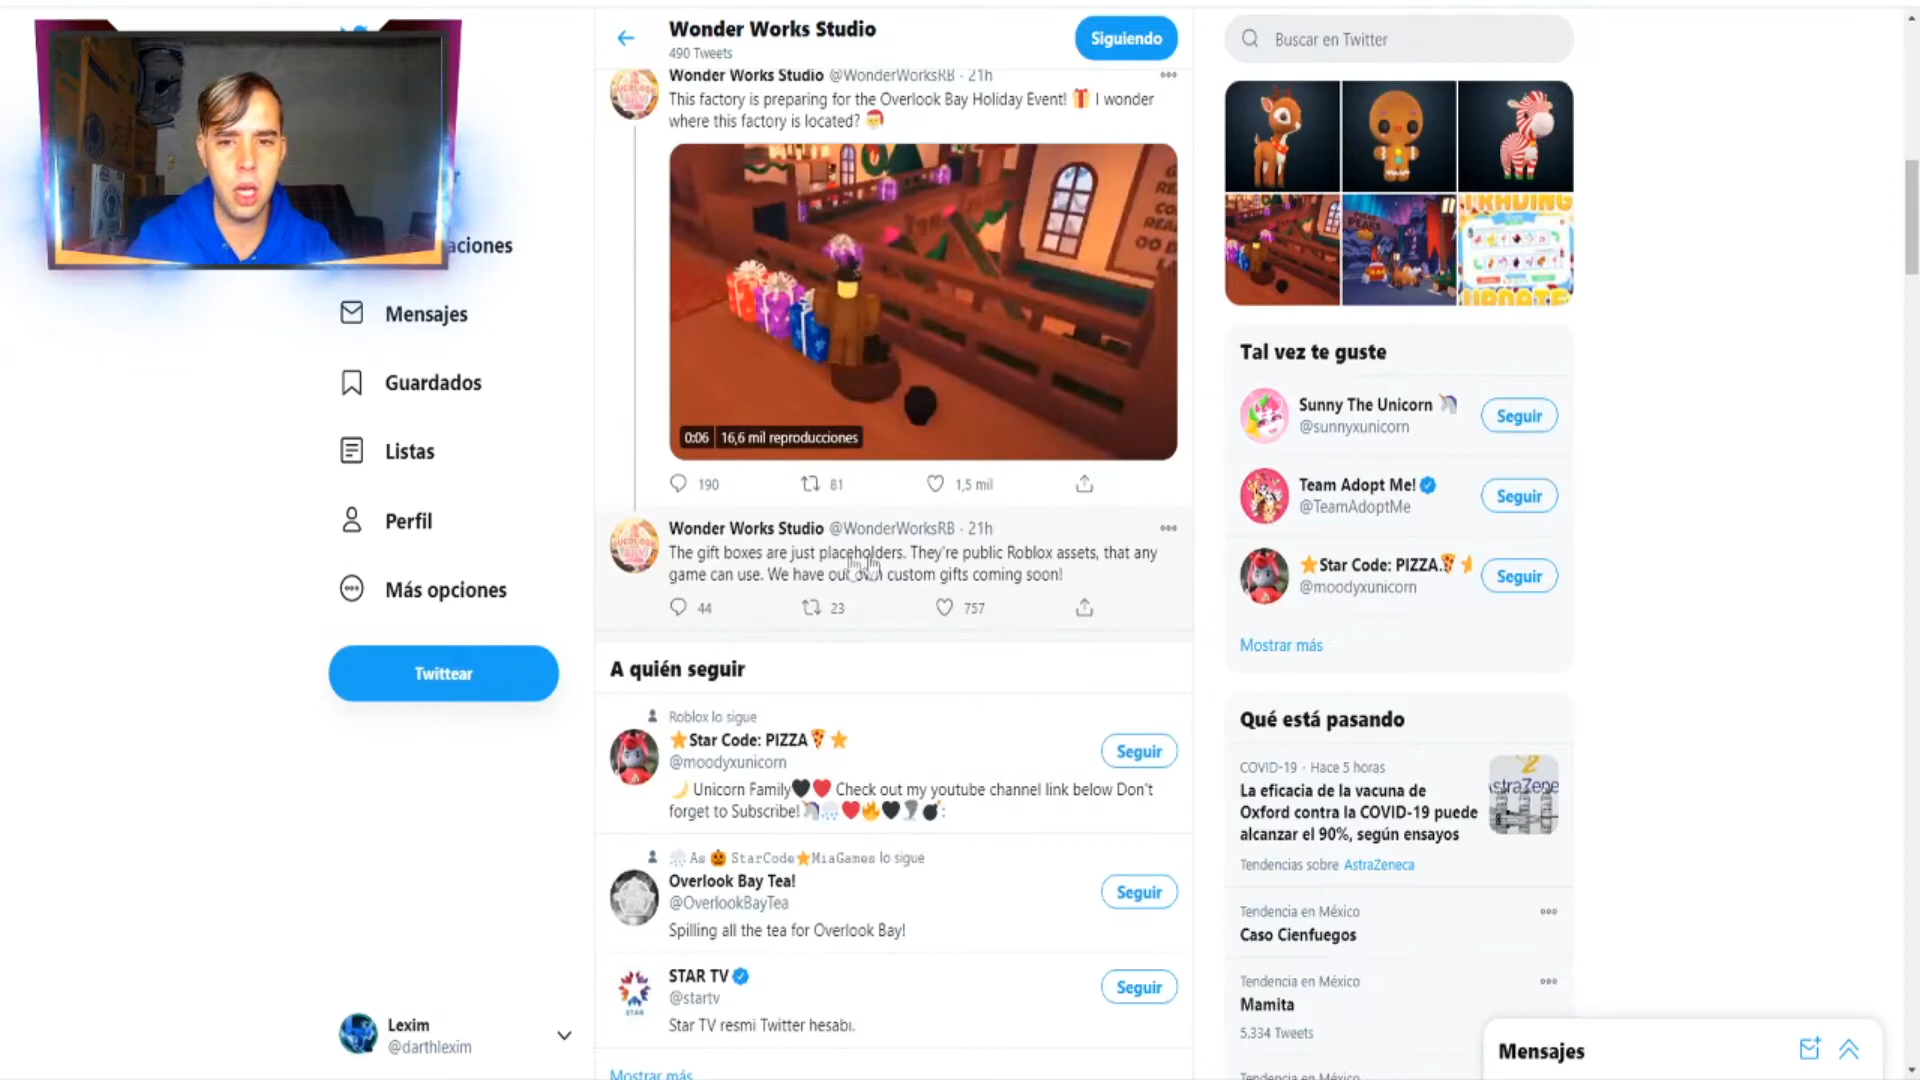 Wonder Works Studio
490 Tweets
Siguiendo
Buscar en Twitter
Wonder Works Studio @WonderWorksRB · 21h
This factory is preparing for the Overlook Bay Holiday Event! 🎁 I wonder
where this factory is located? 🎅
0:06 16,6 mil reproducciones
190 81 1,5 mil
Wonder Works Studio @WonderWorksRB · 21h
The gift boxes are just placeholders. They're public Roblox assets, that any
game can use. We have our own custom gifts coming soon!
44 23 757
A quién seguir
Roblox lo sigue
⭐Star Code: PIZZA🍕⭐
@moodyxunicorn
Seguir
🌙Unicorn Family🖤❤️ Check out my youtube channel link below Don't
forget to Subscribe! 🦄🌨️❤️🔥🖤🌪️💣:
As 🎃 StarCode⭐MiaGames lo sigue
Overlook Bay Tea!
@OverlookBayTea
Seguir
Spilling all the tea for Overlook Bay!
STAR TV
@startv
Seguir
Star TV resmi Twitter hesabı.
STAR
Mostrar más
aciones
Mensajes
Guardados
Listas
Perfil
Más opciones
Twittear
Lexim
@darthlexim
TRADING
UPDATE
Tal vez te guste
Sunny The Unicorn 🦄
@sunnyxunicorn
Seguir
Team Adopt Me!
@TeamAdoptMe
Seguir
⭐Star Code: PIZZA🍕⭐
@moodyxunicorn
Seguir
Mostrar más
Qué está pasando
COVID-19 · Hace 5 horas
La eficacia de la vacuna de
Oxford contra la COVID-19 puede
alcanzar el 90%, según ensayos
Tendencias sobre AstraZeneca
straZene
Tendencia en México
Caso Cienfuegos
Tendencia en México
Mamita
5.334 Tweets
Mensajes